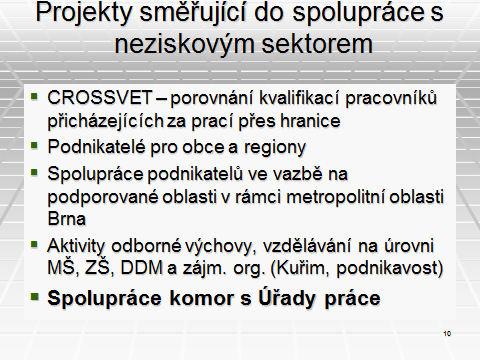 Projekty směřující do spolupráce s
neziskovým sektorem
CROSSVET – porovnání kvalifikací pracovníků
přicházejících za prací přes hranice
Podnikatelé pro obce a regiony
Spolupráce podnikatelů ve vazbě na
podporované oblasti v rámci metropolitní oblasti
Brna
Aktivity odborné výchovy, vzdělávání na úrovni
MŠ, ZŠ, DDM a zájm. org. (Kuřim, podnikavost)
Spolupráce komor s Úřady práce
10